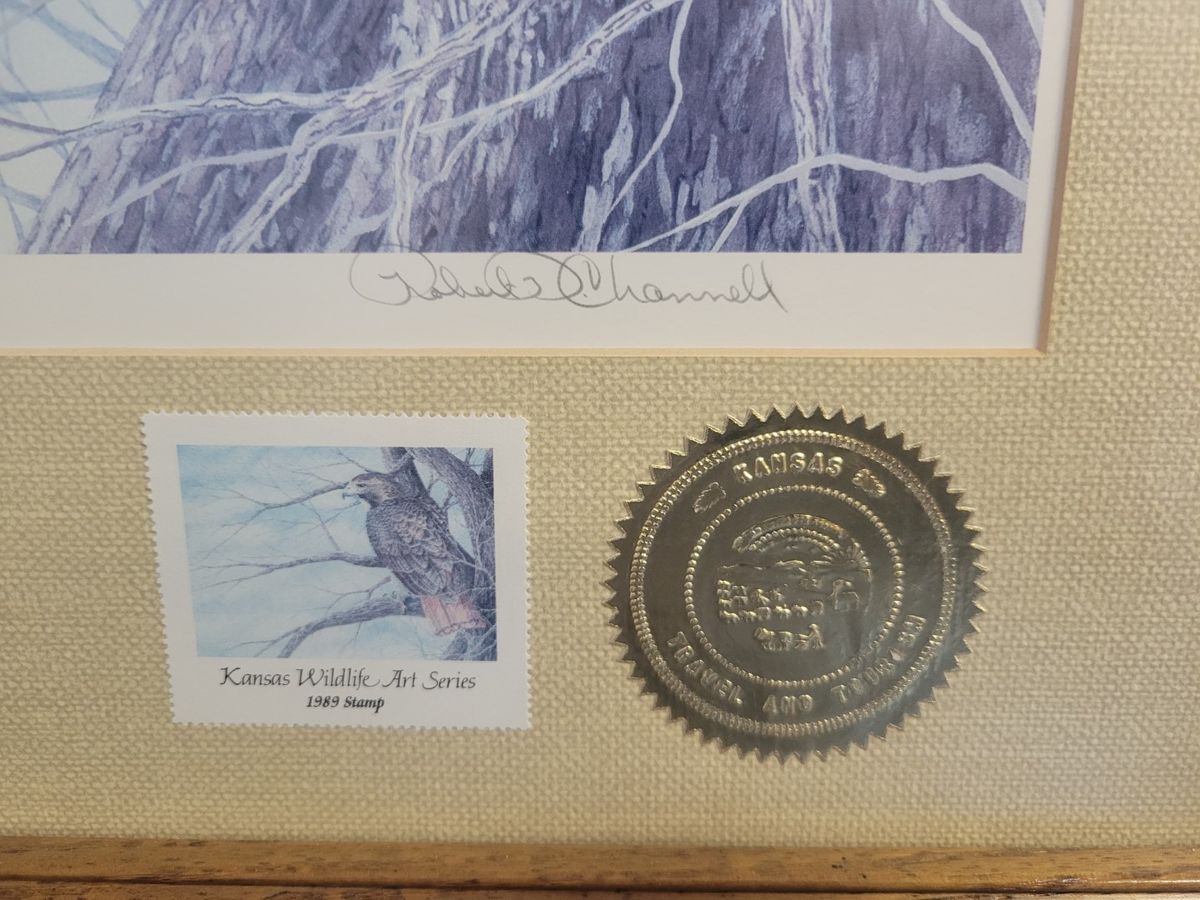 Robert D. Channell
Kansas Wildlife Art Series
1989 Stamp
KANSAS
TRAVEL AND TOURISM